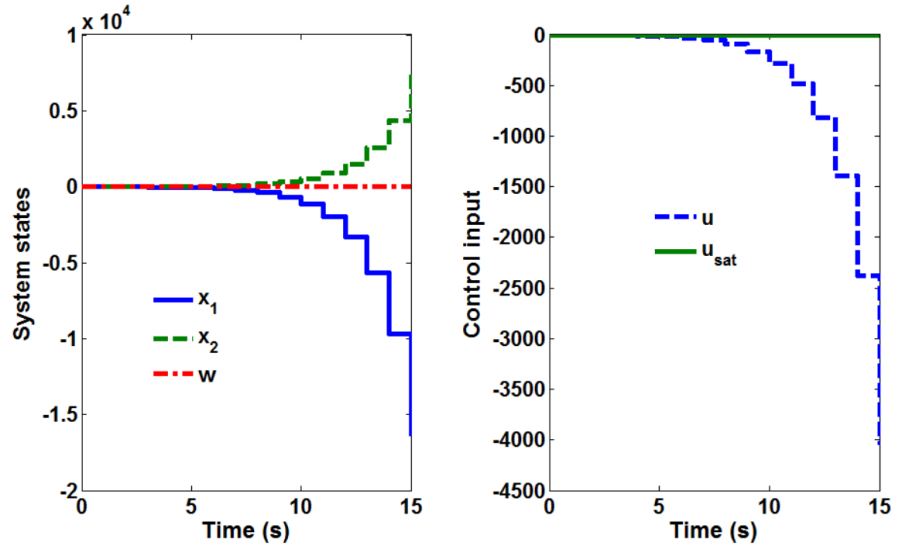 x 10^4
1
0.5
0
-0.5
-1
-1.5
-2
0 5 10 15
System states
Time (s)
x_1
x_2
w
0
-500
-1000
-1500
-2000
-2500
-3000
-3500
-4000
-4500
0 5 10 15
Control input
Time (s)
u
u_sat